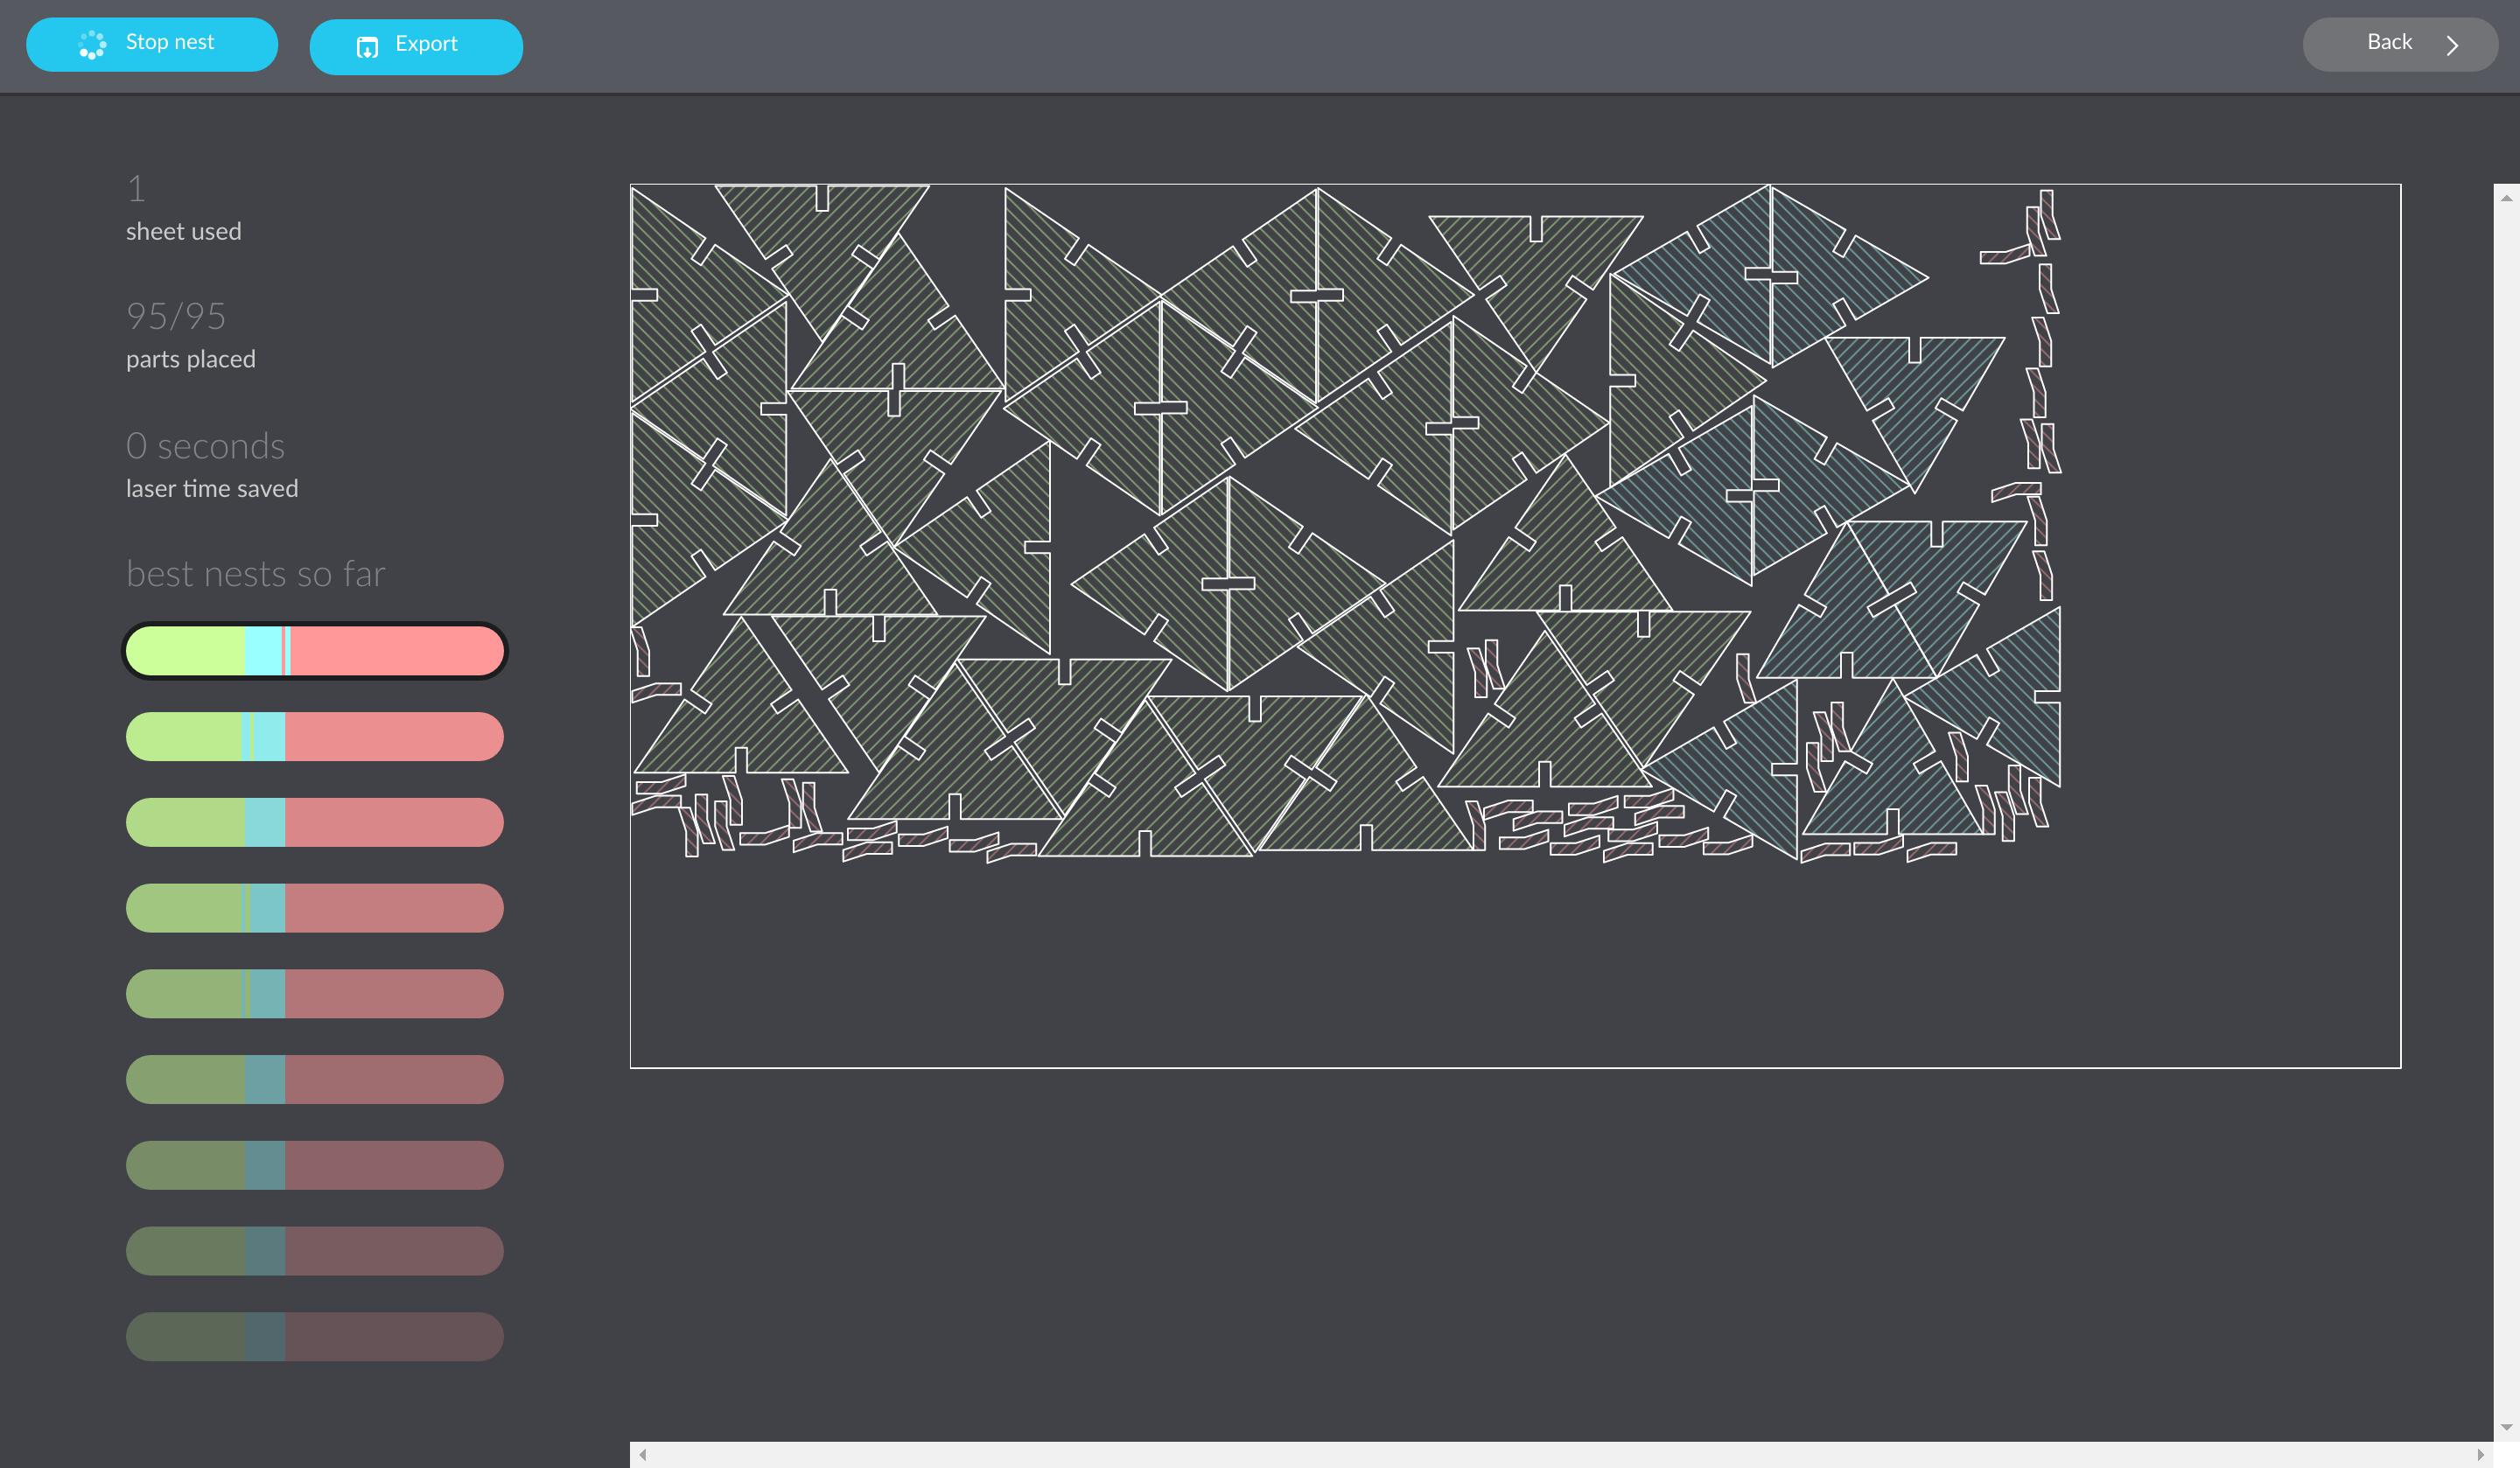 Stop nest
Export
Back
1
sheet used
95/95
parts placed
0 seconds
laser time saved
best nests so far